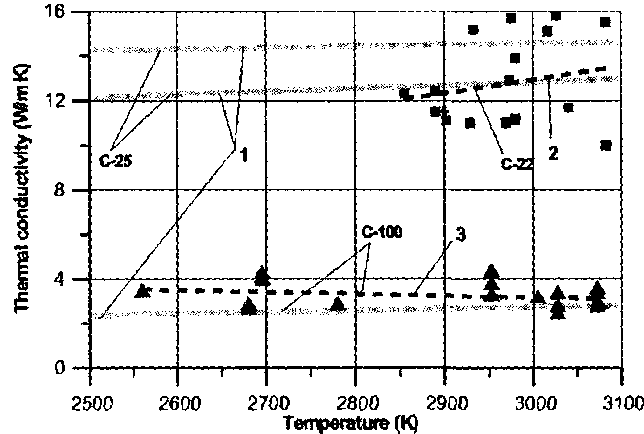 Thermal conductivity (W/m K)
16
12
8
4
0
C-25
1
C-22
2
C-100
3
2500 2600 2700 2800 2900 3000 3100
Temperature (K)